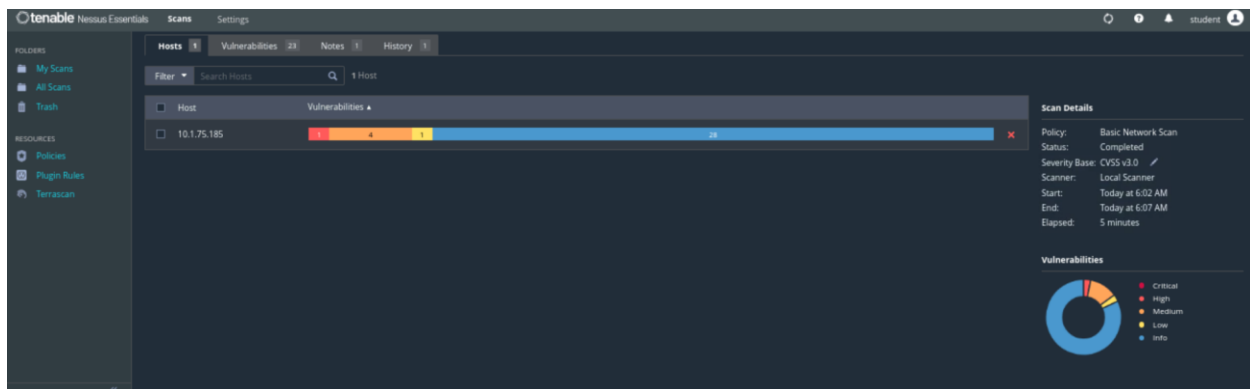 tenable Nessus Essentials Scans Settings student
FOLDERS
My Scans
All Scans
Trash
RESOURCES
Policies
Plugin Rules
Terrascan
Hosts 1 Vulnerabilities 23 Notes 1 History 1
Filter Search Hosts 1 Host
Host Vulnerabilities
10.1.75.185 1 4 1 28
Scan Details
Policy: Basic Network Scan
Status: Completed
Severity Base: CVSS v3.0
Scanner: Local Scanner
Start: Today at 6:02 AM
End: Today at 6:07 AM
Elapsed: 5 minutes
Vulnerabilities
Critical
High
Medium
Low
Info